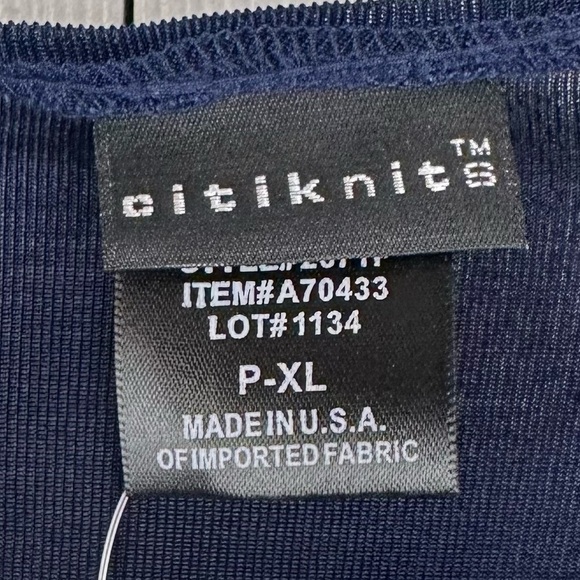 citiknits™
ITEM#A70433
LOT#1134
P-XL
MADE IN U.S.A.
OF IMPORTED FABRIC